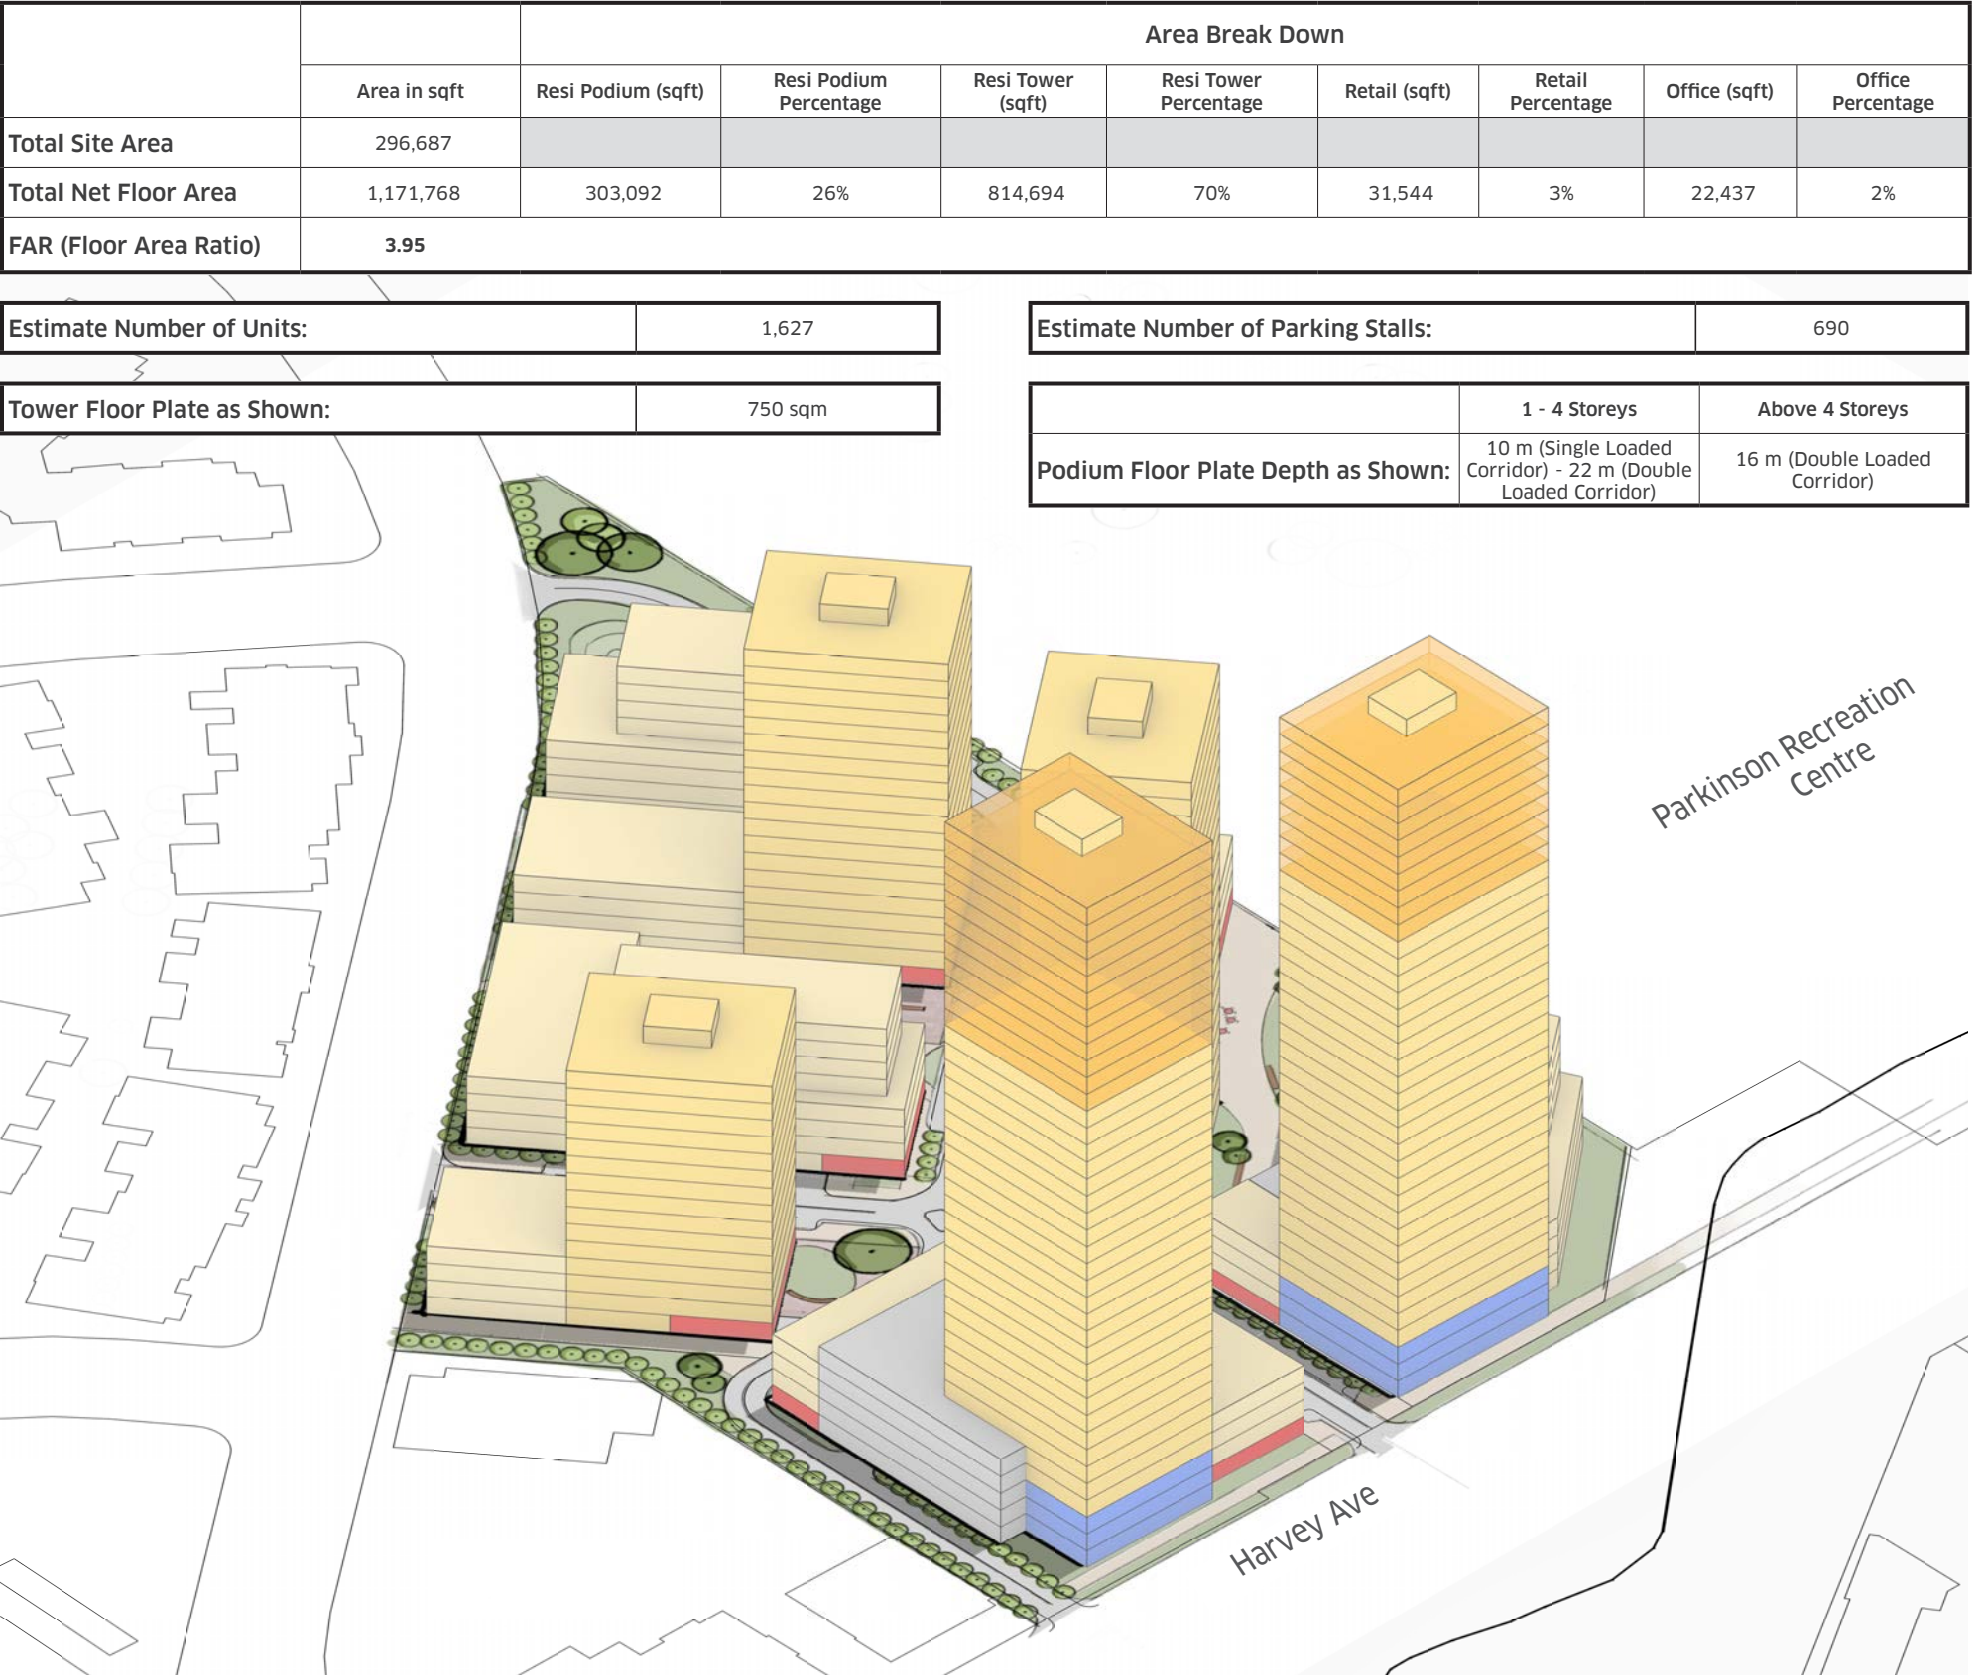 Area Break Down
Area in sqft
Resi Podium (sqft)
Resi Podium
Percentage
Resi Tower
(sqft)
Resi Tower
Percentage
Retail (sqft)
Retail
Percentage
Office (sqft)
Office
Percentage
Total Site Area
296,687
Total Net Floor Area
1,171,768
303,092
26%
814,694
70%
31,544
3%
22,437
2%
FAR (Floor Area Ratio)
3.95
Estimate Number of Units:
1,627
Estimate Number of Parking Stalls:
690
Tower Floor Plate as Shown:
750 sqm
1 - 4 Storeys
Above 4 Storeys
Podium Floor Plate Depth as Shown:
10 m (Single Loaded
Corridor) - 22 m (Double
Loaded Corridor)
16 m (Double Loaded
Corridor)
Parkinson Recreation
Centre
Harvey Ave